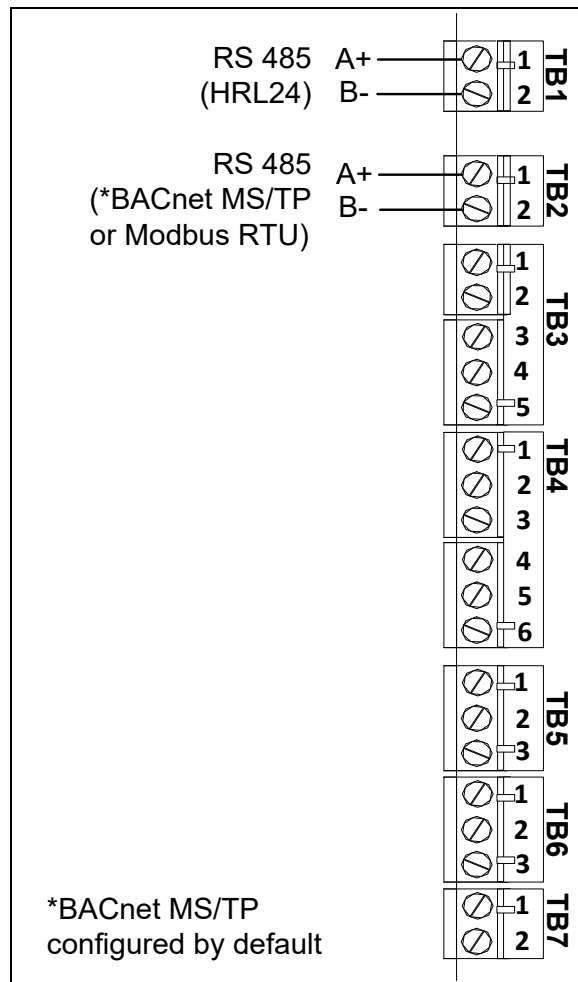 RS 485 A+ 1
(HRL24) B- 2
TB1
RS 485 A+ 1
(*BACnet MS/TP B- 2
or Modbus RTU)
TB2
1
2
3
4
5
TB3
1
2
3
4
5
6
TB4
1
2
3
TB5
1
2
3
TB6
1
2
TB7
*BACnet MS/TP
configured by default